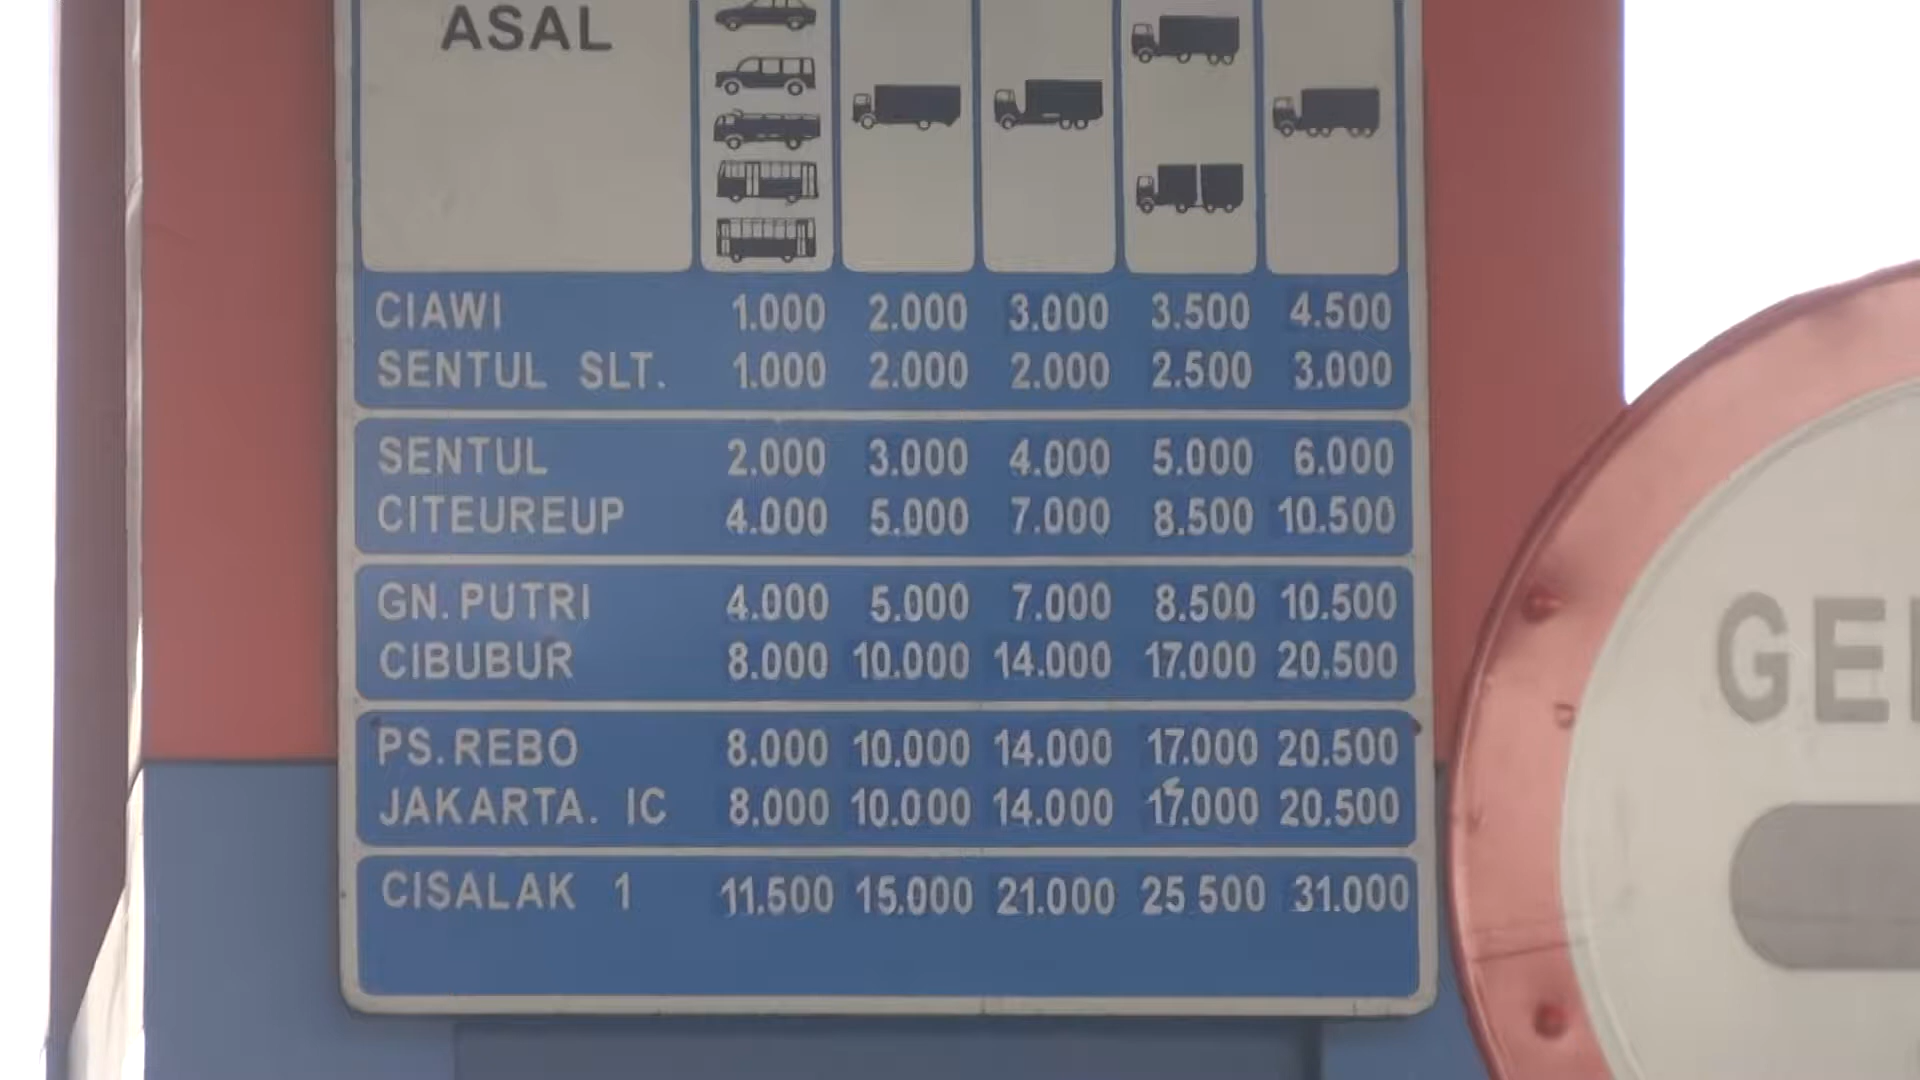 ASAL
CIAWI 1.000 2.000 3.000 3.500 4.500
SENTUL SLT. 1.000 2.000 2.000 2.500 3.000
SENTUL 2.000 3.000 4.000 5.000 6.000
CITEUREUP 4.000 5.000 7.000 8.500 10.500
GN. PUTRI 4.000 5.000 7.000 8.500 10.500
CIBUBUR 8.000 10.000 14.000 17.000 20.500
PS. REBO 8.000 10.000 14.000 17.000 20.500
JAKARTA. IC 8.000 10.000 14.000 17.000 20.500
CISALAK 1 11.500 15.000 21.000 25 500 31.000